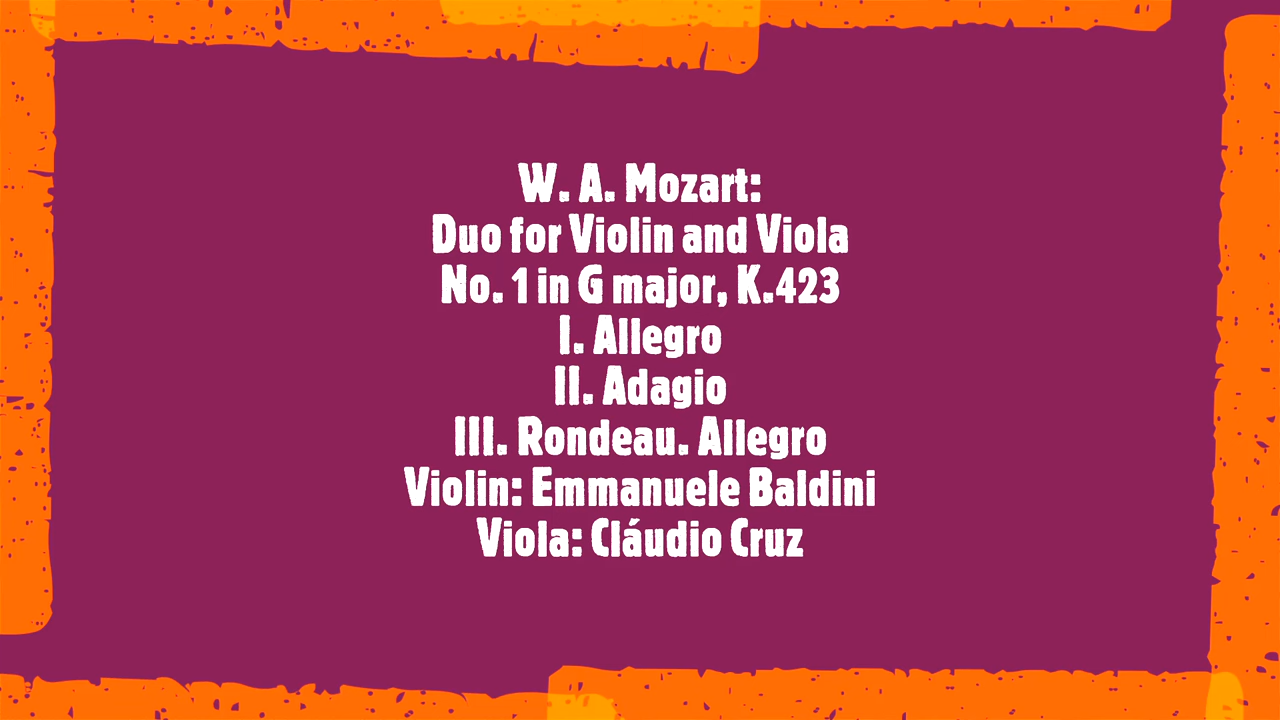 W. A. Mozart:
Duo for Violin and Viola
No. 1 in G major, K.423
I. Allegro
II. Adagio
III. Rondeau. Allegro
Violin: Emmanuele Baldini
Viola: Cláudio Cruz